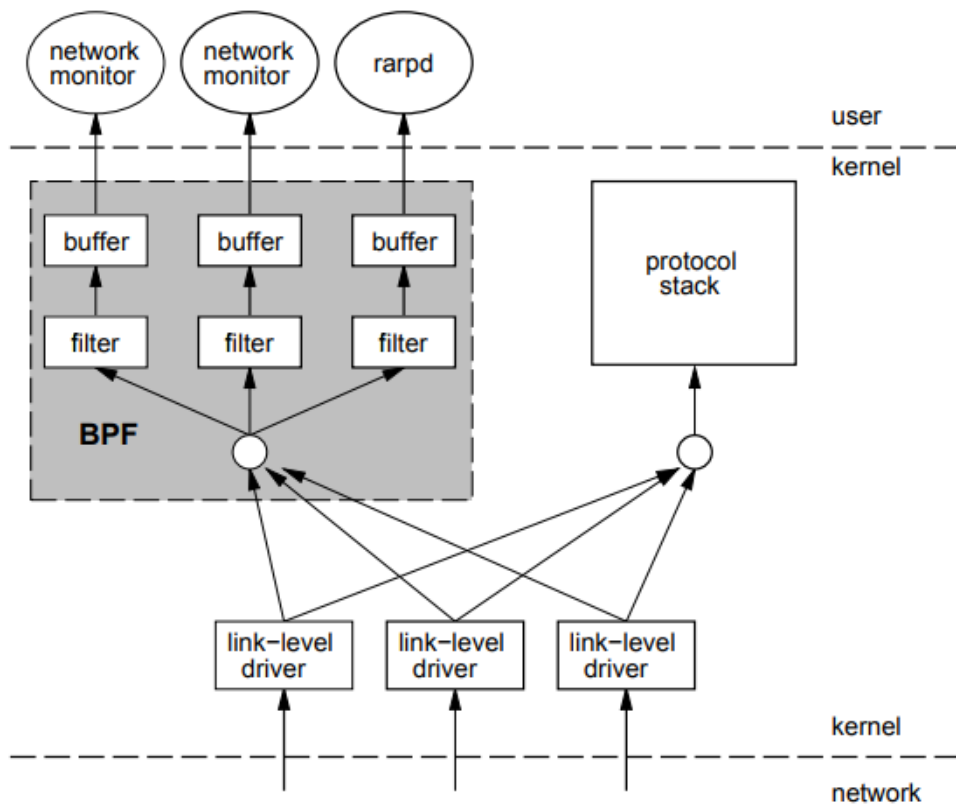 network
monitor
network
monitor
rarpd
user
kernel
buffer
buffer
buffer
protocol
stack
filter
filter
filter
BPF
link−level
driver
link−level
driver
link−level
driver
kernel
network